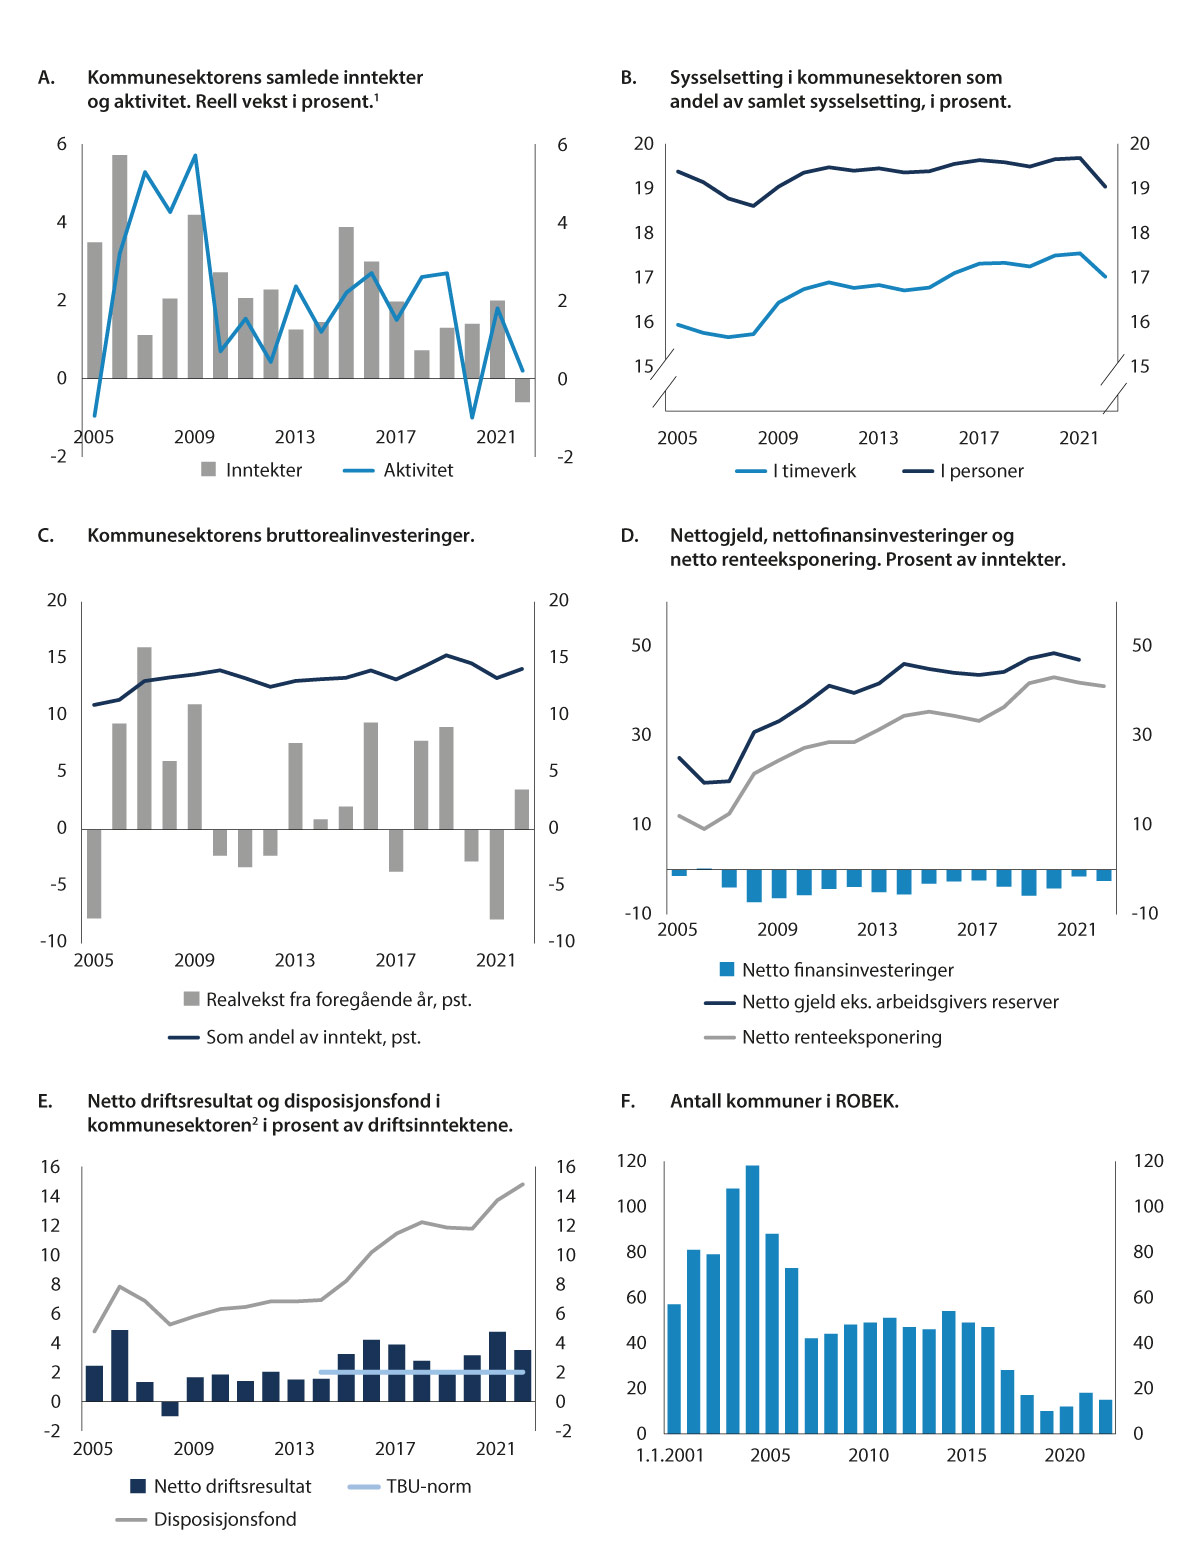 A. Kommunesektorens samlede inntekter
og aktivitet. Reell vekst i prosent.1
6 6
4 4
2 2
0 0
2005 2009 2013 2017 2021
-2 -2
Inntekter Aktivitet
B. Sysselsetting i kommunesektoren som
andel av samlet sysselsetting, i prosent.
20 20
19 19
18 18
17 17
16 16
15 15
2005 2009 2013 2017 2021
I timeverk I personer
C. Kommunesektorens bruttorealinvesteringer.
20 20
15 15
10 10
5 5
0 0
-5 -5
-10 -10
2005 2009 2013 2017 2021
Realvekst fra foregående år, pst.
Som andel av inntekt, pst.
D. Nettogjeld, nettofinansinvesteringer og
netto renteeksponering. Prosent av inntekter.
50 50
30 30
10 10
-10 -10
2005 2009 2013 2017 2021
Netto finansinvesteringer
Netto gjeld eks. arbeidsgivers reserver
Netto renteeksponering
E. Netto driftsresultat og disposisjonsfond i
kommunesektoren2 i prosent av driftsinntektene.
16 16
14 14
12 12
10 10
8 8
6 6
4 4
2 2
0 0
-2 -2
2005 2009 2013 2017 2021
Netto driftsresultat TBU-norm
Disposisjonsfond
F. Antall kommuner i ROBEK.
120 120
100 100
80 80
60 60
40 40
20 20
0 0
1.1.2001 2005 2010 2015 2020